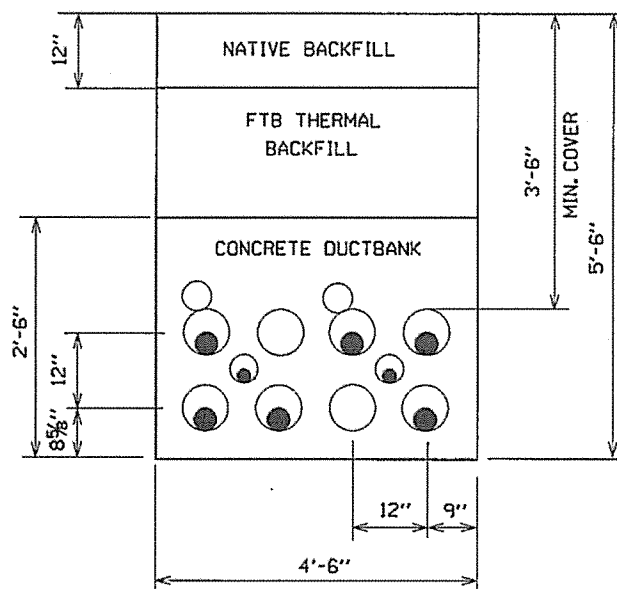 12"
NATIVE BACKFILL
FTB THERMAL
BACKFILL
3'-6"
MIN. COVER
5'-6"
CONCRETE DUCTBANK
2'-6"
12"
8⅝"
12"
9"
4'-6"